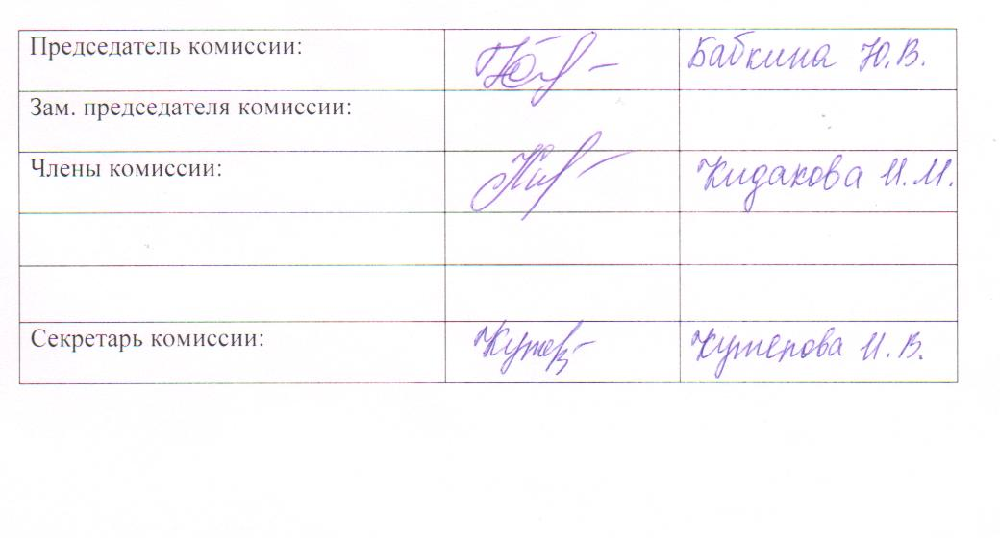 Председатель комиссии: Бабкина Ю.В.
Зам. председателя комиссии:
Члены комиссии: Кидакова И.М.
Секретарь комиссии: Кутепова И.В.